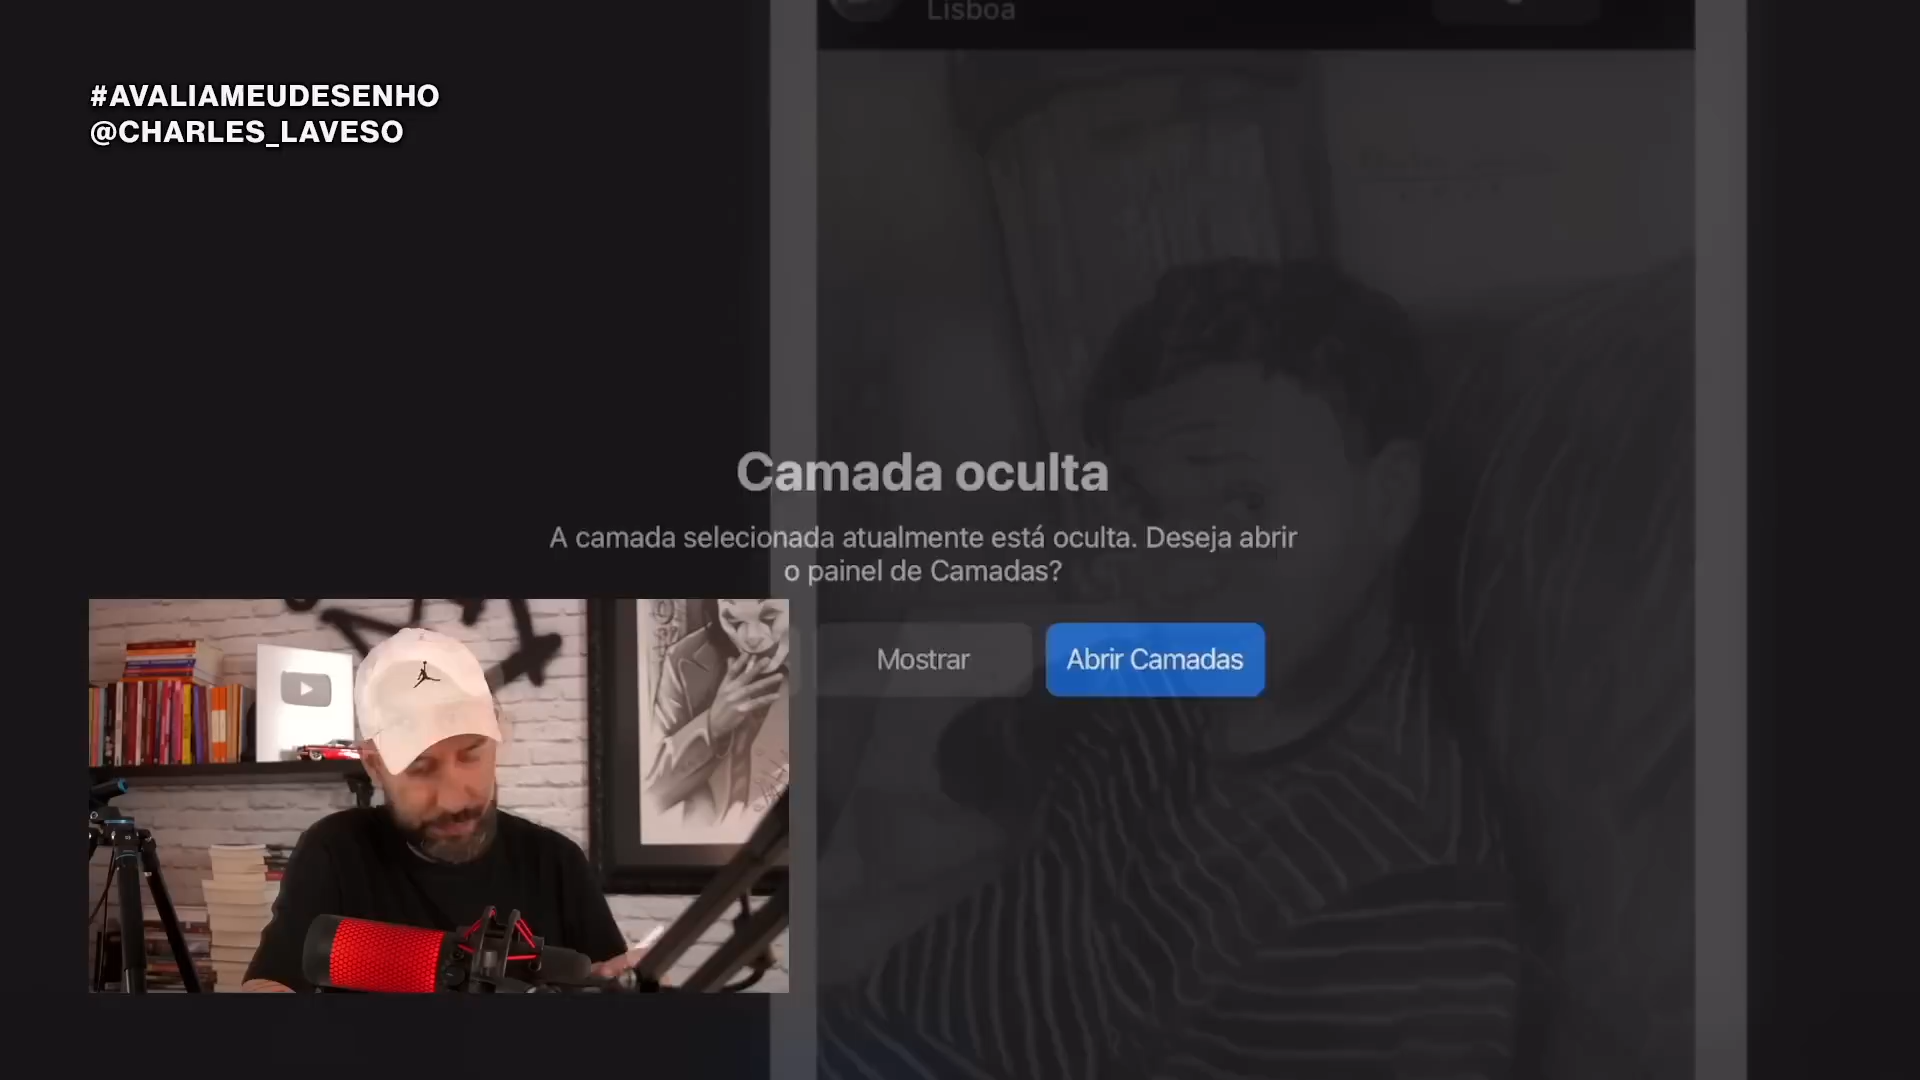 Lisboa
#AVALIAMEUDESENHO
@CHARLES_LAVESO
Camada oculta
A camada selecionada atualmente está oculta. Deseja abrir
o painel de Camadas?
Mostrar
Abrir Camadas